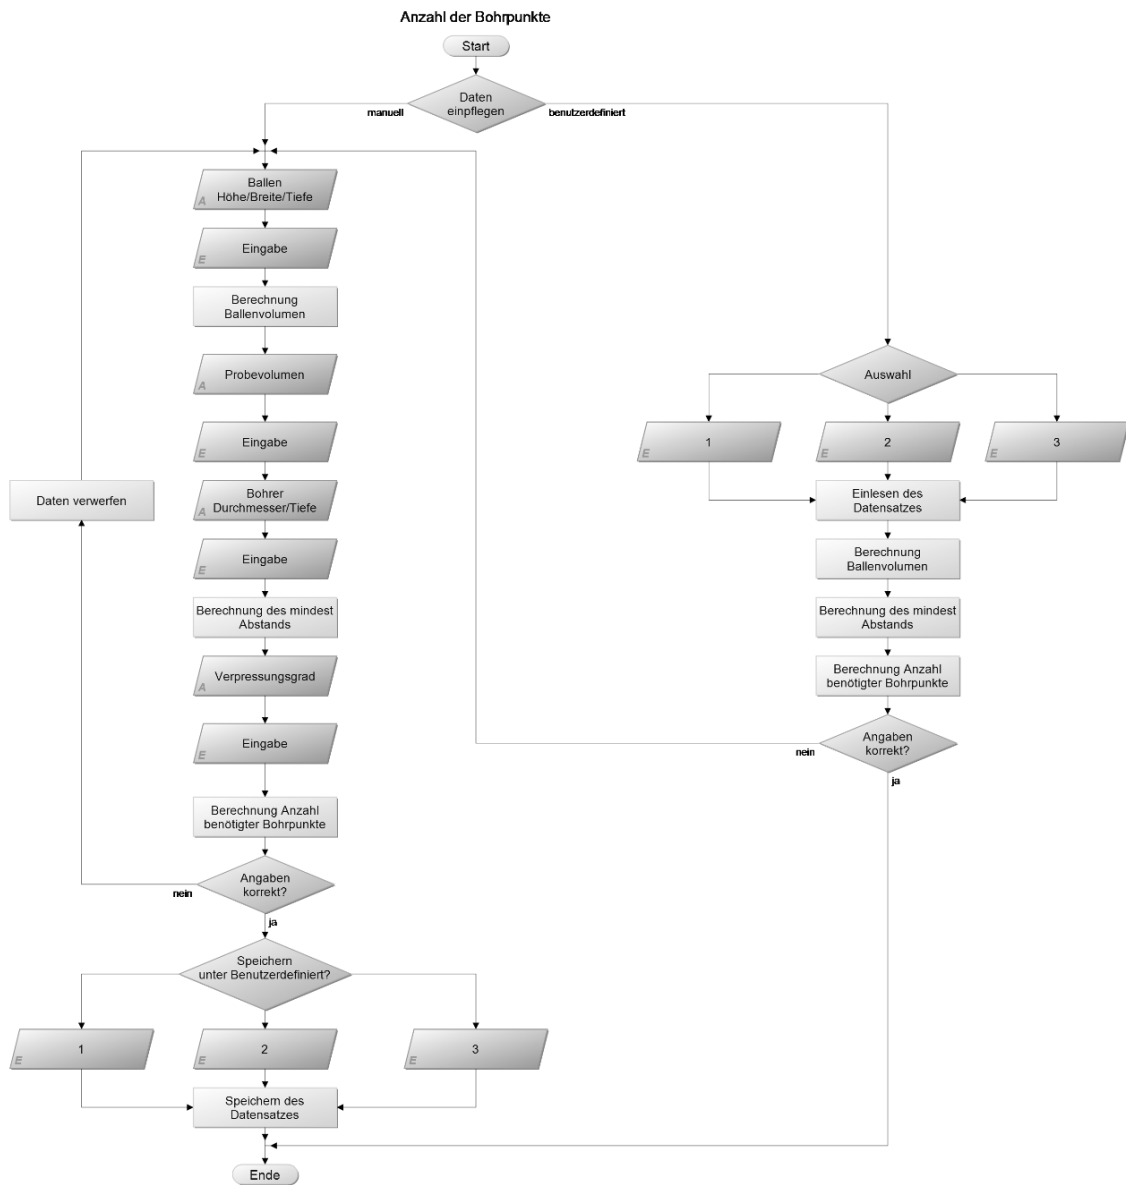 Anzahl der Bohrpunkte
Start
Daten
einpflegen
manuell
benutzerdefiniert
Ballen
Höhe/Breite/Tiefe
A
Eingabe
E
Berechnung
Ballenvolumen
Probevolumen
A
Eingabe
E
Bohrer
Durchmesser/Tiefe
A
Eingabe
E
Berechnung des mindest
Abstands
Verpressungsgrad
A
Eingabe
E
Berechnung Anzahl
benötigter Bohrpunkte
Angaben
korrekt?
nein
ja
Daten verwerfen
Speichern
unter Benutzerdefiniert?
1
E
2
E
3
E
Speichern des
Datensatzes
Ende
Auswahl
1
E
2
E
3
E
Einlesen des
Datensatzes
Berechnung
Ballenvolumen
Berechnung des mindest
Abstands
Berechnung Anzahl
benötigter Bohrpunkte
Angaben
korrekt?
nein
ja